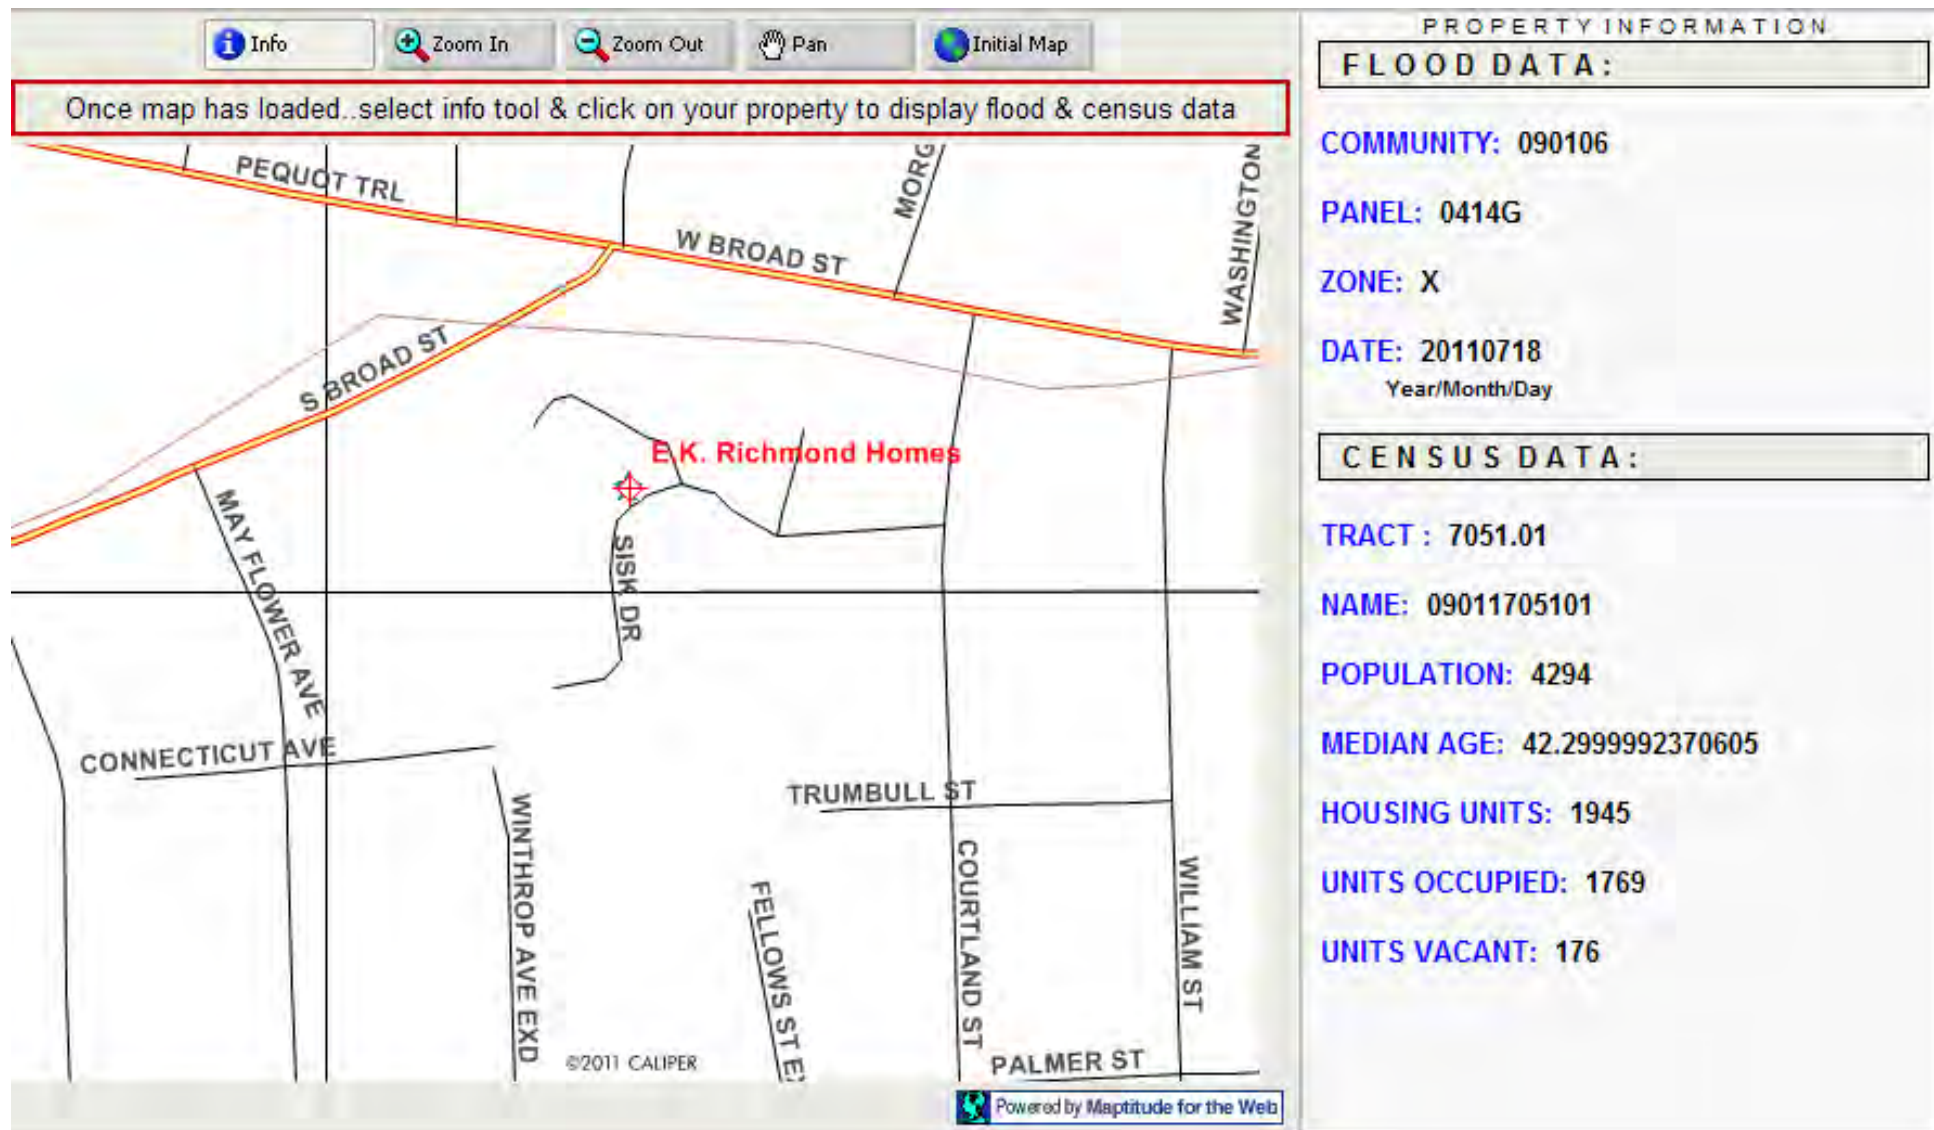 Info
Zoom In
Zoom Out
Pan
Initial Map
Once map has loaded..select info tool & click on your property to display flood & census data
PEQUOT TRL
W BROAD ST
MORG
WASHINGTON
S BROAD ST
E.K. Richmond Homes
MAY FLOWER AVE
SISK DR
CONNECTICUT AVE
TRUMBULL ST
WINTHROP AVE EXD
FELLOWS ST EX
COURTLAND ST
WILLIAM ST
PALMER ST
©2011 CALIPER
Powered by Maptitude for the Web
PROPERTY INFORMATION
FLOOD DATA:
COMMUNITY: 090106
PANEL: 0414G
ZONE: X
DATE: 20110718
Year/Month/Day
CENSUS DATA:
TRACT : 7051.01
NAME: 09011705101
POPULATION: 4294
MEDIAN AGE: 42.2999992370605
HOUSING UNITS: 1945
UNITS OCCUPIED: 1769
UNITS VACANT: 176